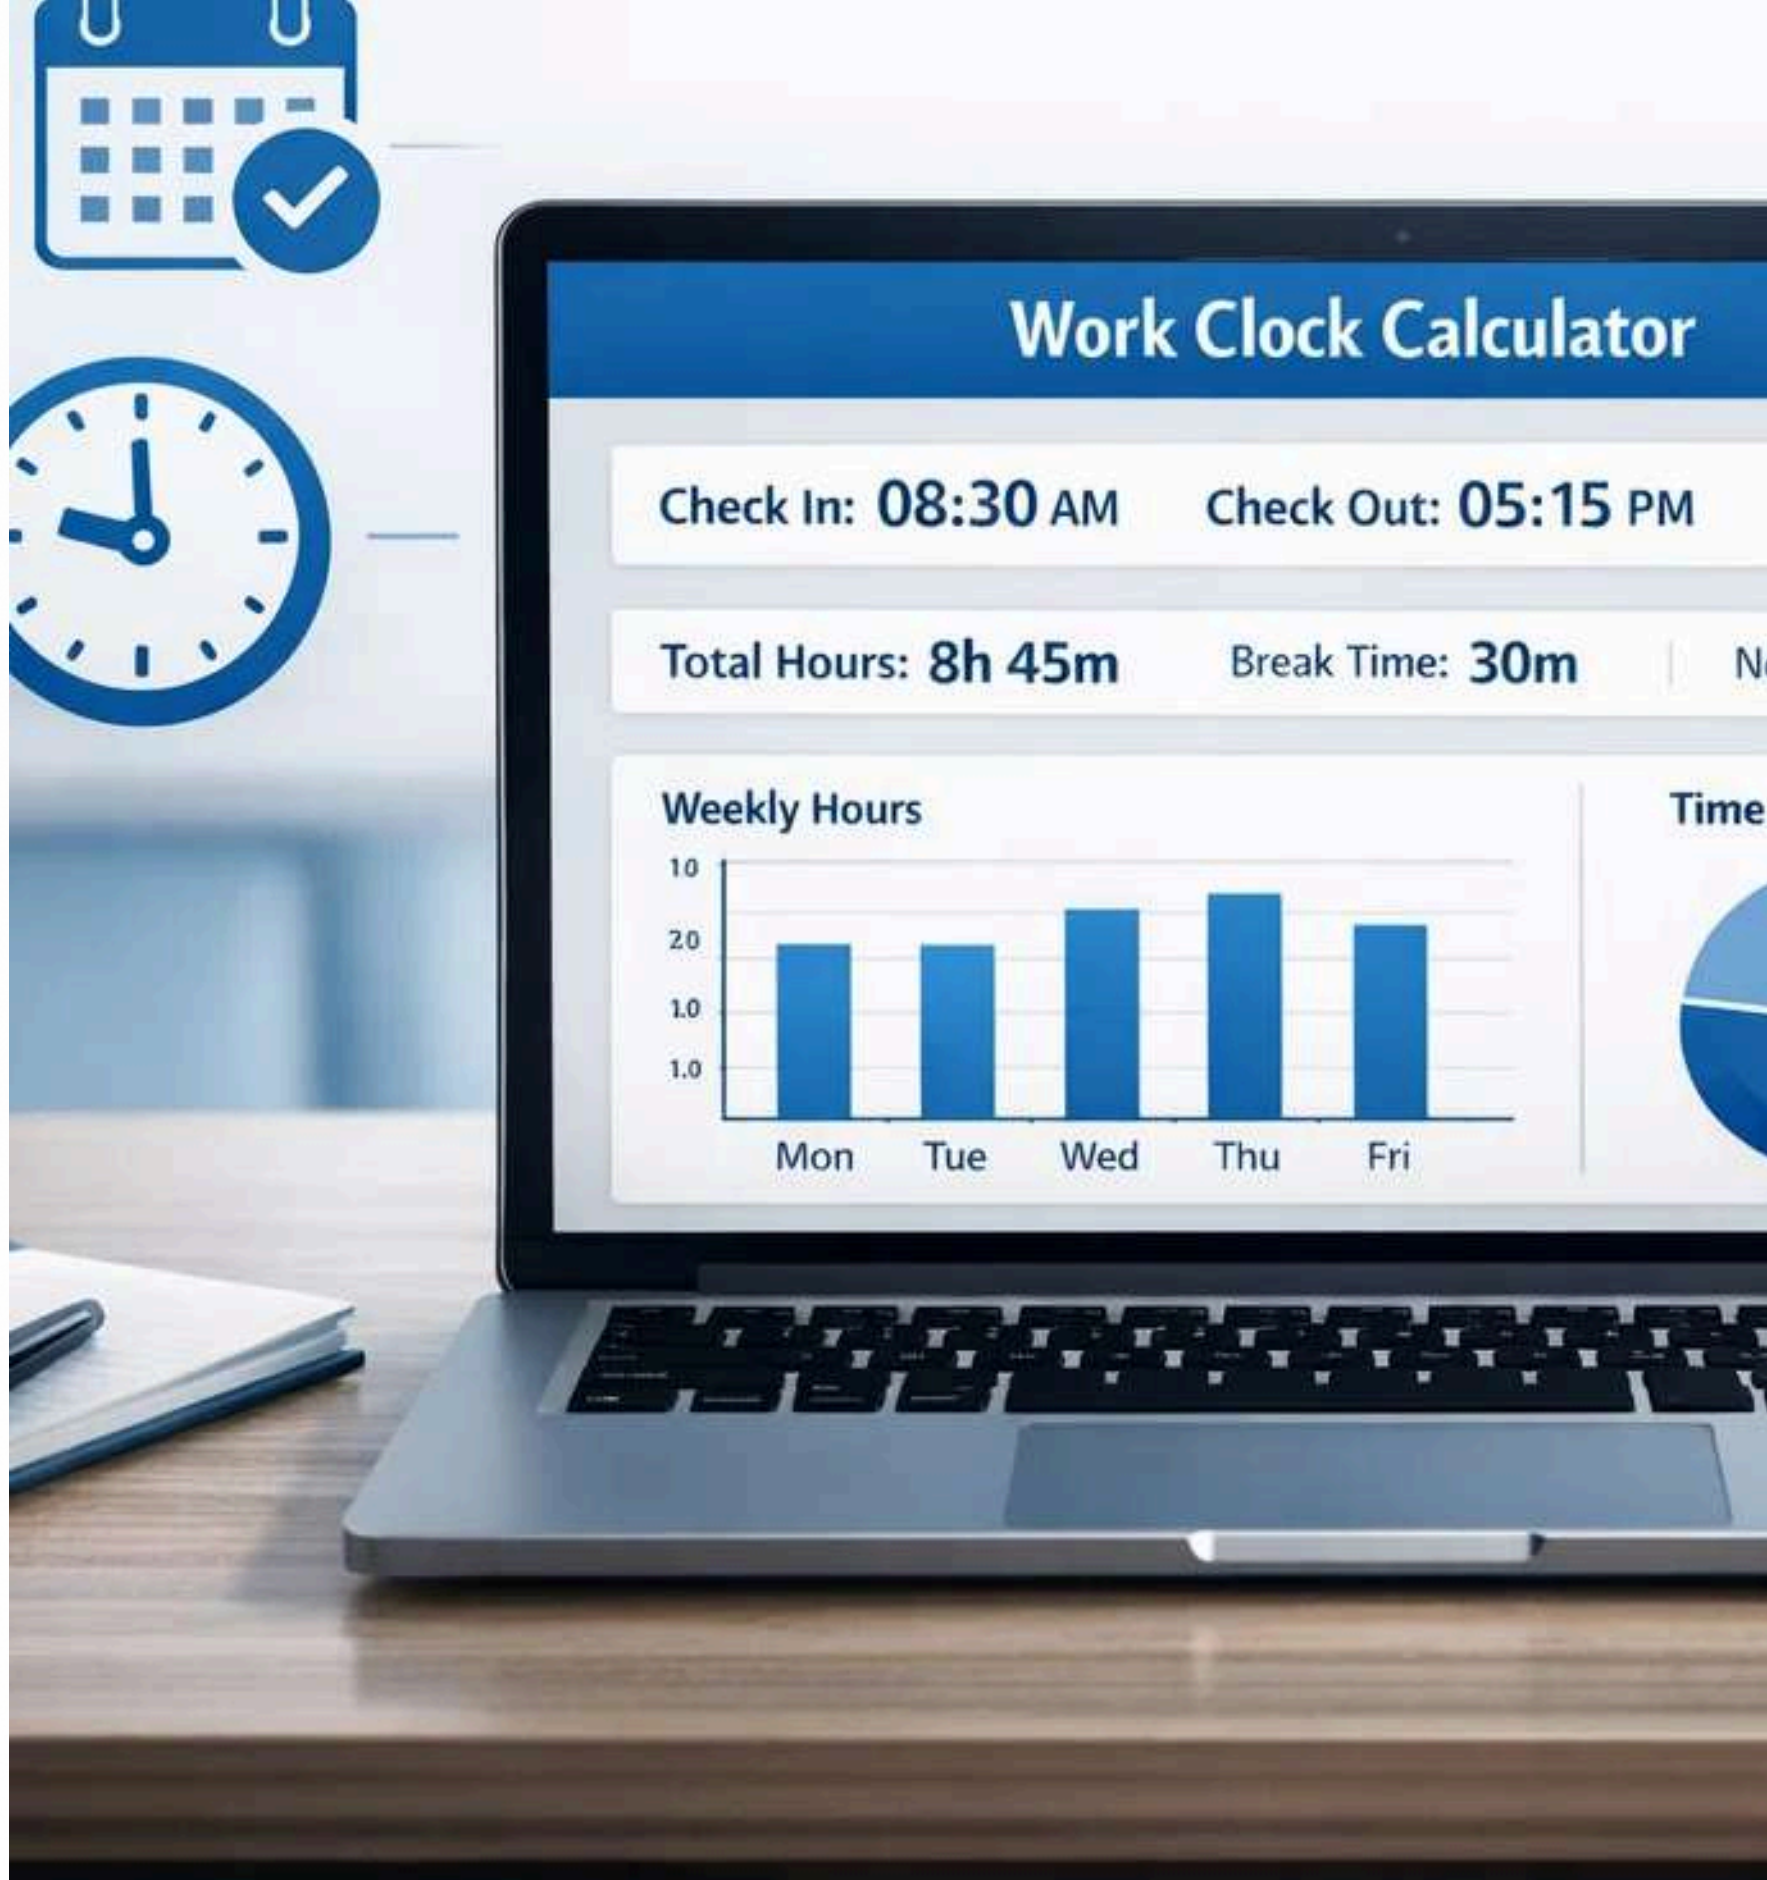 Work Clock Calculator
Check In: 08:30 AM Check Out: 05:15 PM
Total Hours: 8h 45m Break Time: 30m
Weekly Hours
Time
10
20
1.0
1.0
Mon Tue Wed Thu Fri